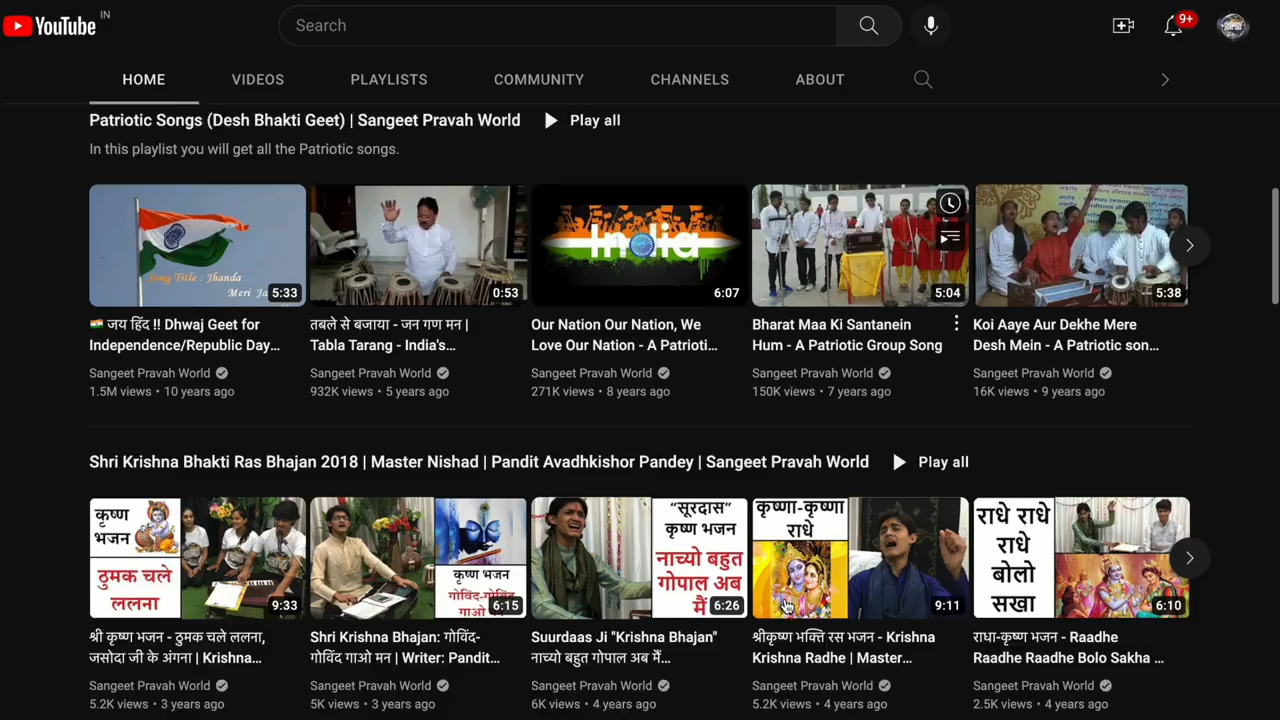 YouTube IN
Search
9+
HOME VIDEOS PLAYLISTS COMMUNITY CHANNELS ABOUT
Patriotic Songs (Desh Bhakti Geet) | Sangeet Pravah World Play all
In this playlist you will get all the Patriotic songs.
Song Title : Jhanda
Meri Ja
5:33
0:53
India
6:07
5:04
5:38
🇮🇳 जय हिंद !! Dhwaj Geet for
Independence/Republic Day...
Sangeet Pravah World
1.5M views • 10 years ago
तबले से बजाया - जन गण मन |
Tabla Tarang - India's...
Sangeet Pravah World
932K views • 5 years ago
Our Nation Our Nation, We
Love Our Nation - A Patrioti...
Sangeet Pravah World
271K views • 8 years ago
Bharat Maa Ki Santanein
Hum - A Patriotic Group Song
Sangeet Pravah World
150K views • 7 years ago
Koi Aaye Aur Dekhe Mere
Desh Mein - A Patriotic son...
Sangeet Pravah World
16K views • 9 years ago
Shri Krishna Bhakti Ras Bhajan 2018 | Master Nishad | Pandit Avadhkishor Pandey | Sangeet Pravah World Play all
कृष्ण
भजन
ठुमक चले
ललना
9:33
कृष्ण भजन
गोविंद-गोविंद
गाओ मन
6:15
"सूरदास"
कृष्ण भजन
नाच्यो बहुत
गोपाल अब
मैं
6:26
कृष्णा-कृष्णा
राधे
9:11
राधे राधे
बोलो
सखा
6:10
श्री कृष्ण भजन - ठुमक चले ललना,
जसोदा जी के अंगना | Krishna...
Sangeet Pravah World
5.2K views • 3 years ago
Shri Krishna Bhajan: गोविंद-
गोविंद गाओ मन | Writer: Pandit...
Sangeet Pravah World
5K views • 3 years ago
Suurdaas Ji "Krishna Bhajan"
नाच्यो बहुत गोपाल अब मैं...
Sangeet Pravah World
6K views • 4 years ago
श्रीकृष्ण भक्ति रस भजन - Krishna
Krishna Radhe | Master...
Sangeet Pravah World
5.2K views • 4 years ago
राधा-कृष्ण भजन - Raadhe
Raadhe Raadhe Bolo Sakha ...
Sangeet Pravah World
2.5K views • 4 years ago